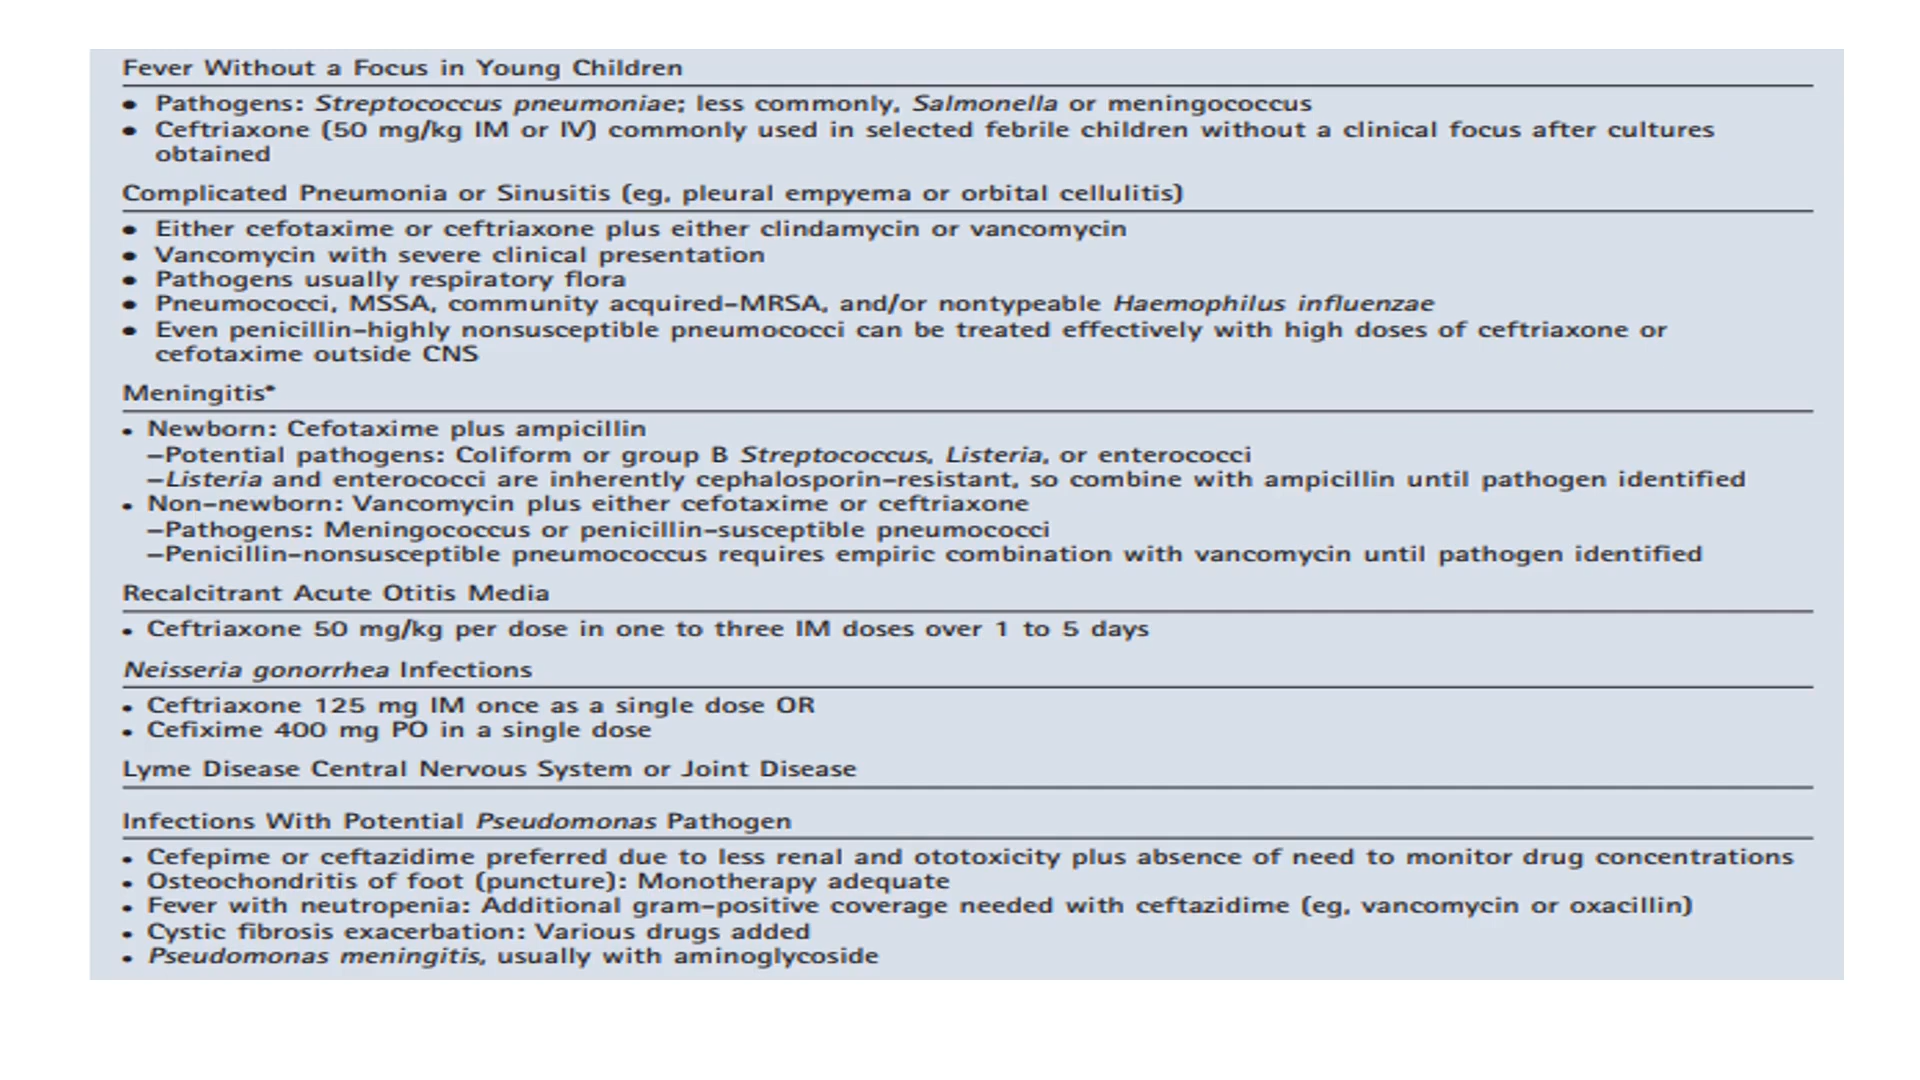 Fever Without a Focus in Young Children
• Pathogens: Streptococcus pneumoniae; less commonly, Salmonella or meningococcus
• Ceftriaxone (50 mg/kg IM or IV) commonly used in selected febrile children without a clinical focus after cultures
obtained
Complicated Pneumonia or Sinusitis (eg, pleural empyema or orbital cellulitis)
• Either cefotaxime or ceftriaxone plus either clindamycin or vancomycin
• Vancomycin with severe clinical presentation
• Pathogens usually respiratory flora
• Pneumococci, MSSA, community acquired–MRSA, and/or nontypeable Haemophilus influenzae
• Even penicillin–highly nonsusceptible pneumococci can be treated effectively with high doses of ceftriaxone or
cefotaxime outside CNS
Meningitis*
• Newborn: Cefotaxime plus ampicillin
–Potential pathogens: Coliform or group B Streptococcus, Listeria, or enterococci
–Listeria and enterococci are inherently cephalosporin-resistant, so combine with ampicillin until pathogen identified
• Non-newborn: Vancomycin plus either cefotaxime or ceftriaxone
–Pathogens: Meningococcus or penicillin-susceptible pneumococci
–Penicillin-nonsusceptible pneumococcus requires empiric combination with vancomycin until pathogen identified
Recalcitrant Acute Otitis Media
• Ceftriaxone 50 mg/kg per dose in one to three IM doses over 1 to 5 days
Neisseria gonorrhea Infections
• Ceftriaxone 125 mg IM once as a single dose OR
• Cefixime 400 mg PO in a single dose
Lyme Disease Central Nervous System or Joint Disease
Infections With Potential Pseudomonas Pathogen
• Cefepime or ceftazidime preferred due to less renal and ototoxicity plus absence of need to monitor drug concentrations
• Osteochondritis of foot (puncture): Monotherapy adequate
• Fever with neutropenia: Additional gram-positive coverage needed with ceftazidime (eg, vancomycin or oxacillin)
• Cystic fibrosis exacerbation: Various drugs added
• Pseudomonas meningitis, usually with aminoglycoside